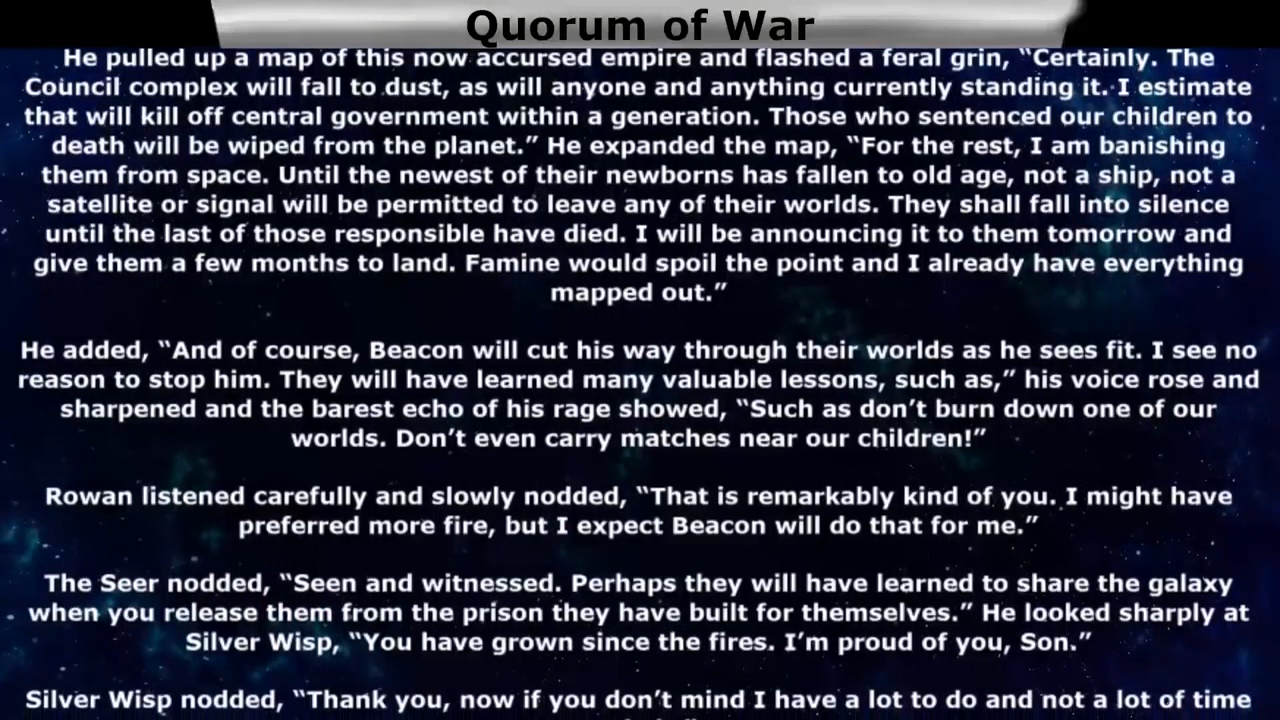 Quorum of War
He pulled up a map of this now accursed empire and flashed a feral grin, “Certainly. The
Council complex will fall to dust, as will anyone and anything currently standing it. I estimate
that will kill off central government within a generation. Those who sentenced our children to
death will be wiped from the planet.” He expanded the map, “For the rest, I am banishing
them from space. Until the newest of their newborns has fallen to old age, not a ship, not a
satellite or signal will be permitted to leave any of their worlds. They shall fall into silence
until the last of those responsible have died. I will be announcing it to them tomorrow and
give them a few months to land. Famine would spoil the point and I already have everything
mapped out.”
He added, “And of course, Beacon will cut his way through their worlds as he sees fit. I see no
reason to stop him. They will have learned many valuable lessons, such as,” his voice rose and
sharpened and the barest echo of his rage showed, “Such as don’t burn down one of our
worlds. Don’t even carry matches near our children!”
Rowan listened carefully and slowly nodded, “That is remarkably kind of you. I might have
preferred more fire, but I expect Beacon will do that for me.”
The Seer nodded, “Seen and witnessed. Perhaps they will have learned to share the galaxy
when you release them from the prison they have built for themselves.” He looked sharply at
Silver Wisp, “You have grown since the fires. I’m proud of you, Son.”
Silver Wisp nodded, “Thank you, now if you don’t mind I have a lot to do and not a lot of time